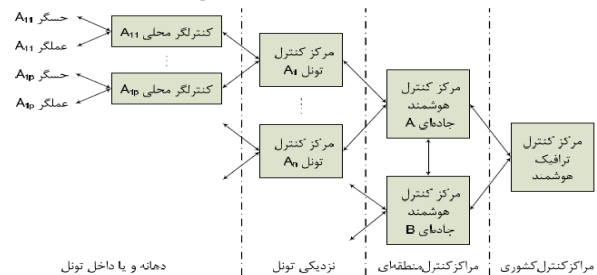 حسگر A11
عملگر A11
کنترلگر محلی A11
حسگر A1p
عملگر A1p
کنترلگر محلی A1p
مرکز کنترل
تونل A1
مرکز کنترل
تونل An
مرکز کنترل
هوشمند
جاده‌ای A
مرکز کنترل
هوشمند
جاده‌ای B
مرکز کنترل
ترافیک
هوشمند
دهانه و یا داخل تونل
نزدیکی تونل
مراکزکنترل‌منطقه‌ای
مراکزکنترل‌کشوری